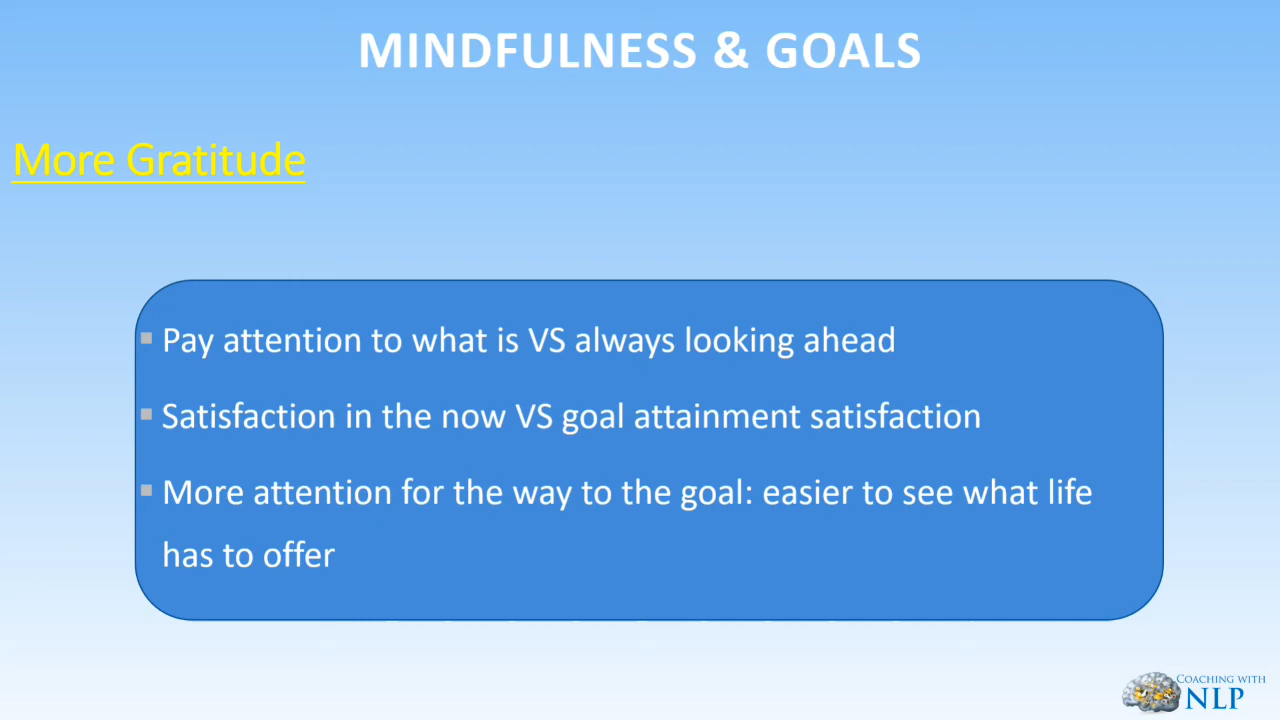 MINDFULNESS & GOALS
More Gratitude
Pay attention to what is VS always looking ahead
Satisfaction in the now VS goal attainment satisfaction
More attention for the way to the goal: easier to see what life
has to offer
COACHING WITH
NLP